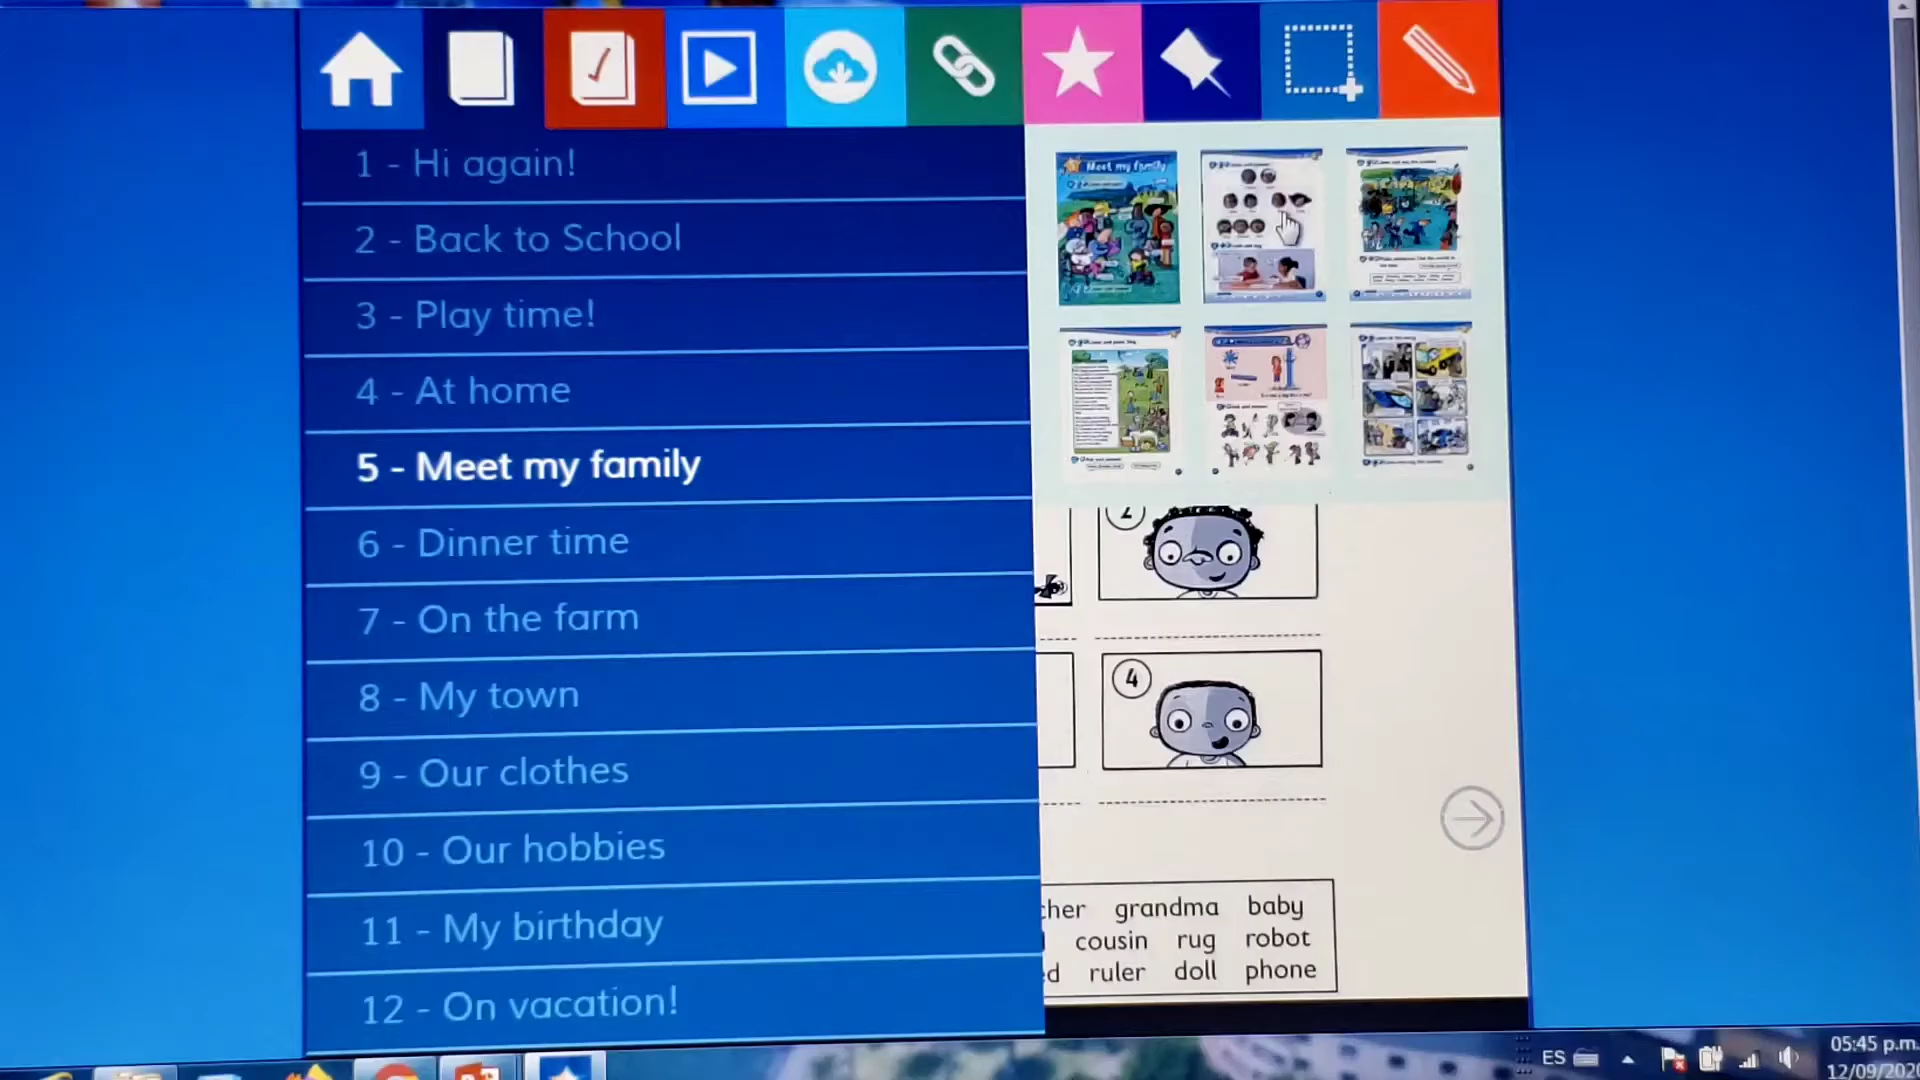 1 - Hi again!
2 - Back to School
3 - Play time!
4 - At home
5 - Meet my family
6 - Dinner time
7 - On the farm
8 - My town
9 - Our clothes
10 - Our hobbies
11 - My birthday
12 - On vacation!
Meet my family
2
4
grandma baby
cousin rug robot
ruler doll phone
ES
05:45 p.m.